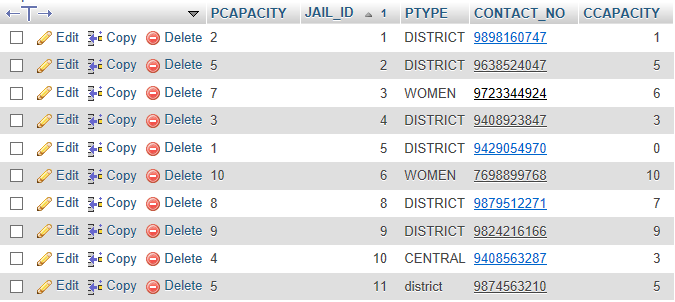 PCAPACITY JAIL_ID 1 PTYPE CONTACT_NO CCAPACITY
Edit Copy Delete 2 1 DISTRICT 9898160747 1
Edit Copy Delete 5 2 DISTRICT 9638524047 5
Edit Copy Delete 7 3 WOMEN 9723344924 6
Edit Copy Delete 3 4 DISTRICT 9408923847 3
Edit Copy Delete 1 5 DISTRICT 9429054970 0
Edit Copy Delete 10 6 WOMEN 7698899768 10
Edit Copy Delete 8 8 DISTRICT 9879512271 7
Edit Copy Delete 9 9 DISTRICT 9824216166 9
Edit Copy Delete 4 10 CENTRAL 9408563287 3
Edit Copy Delete 5 11 district 9874563210 5